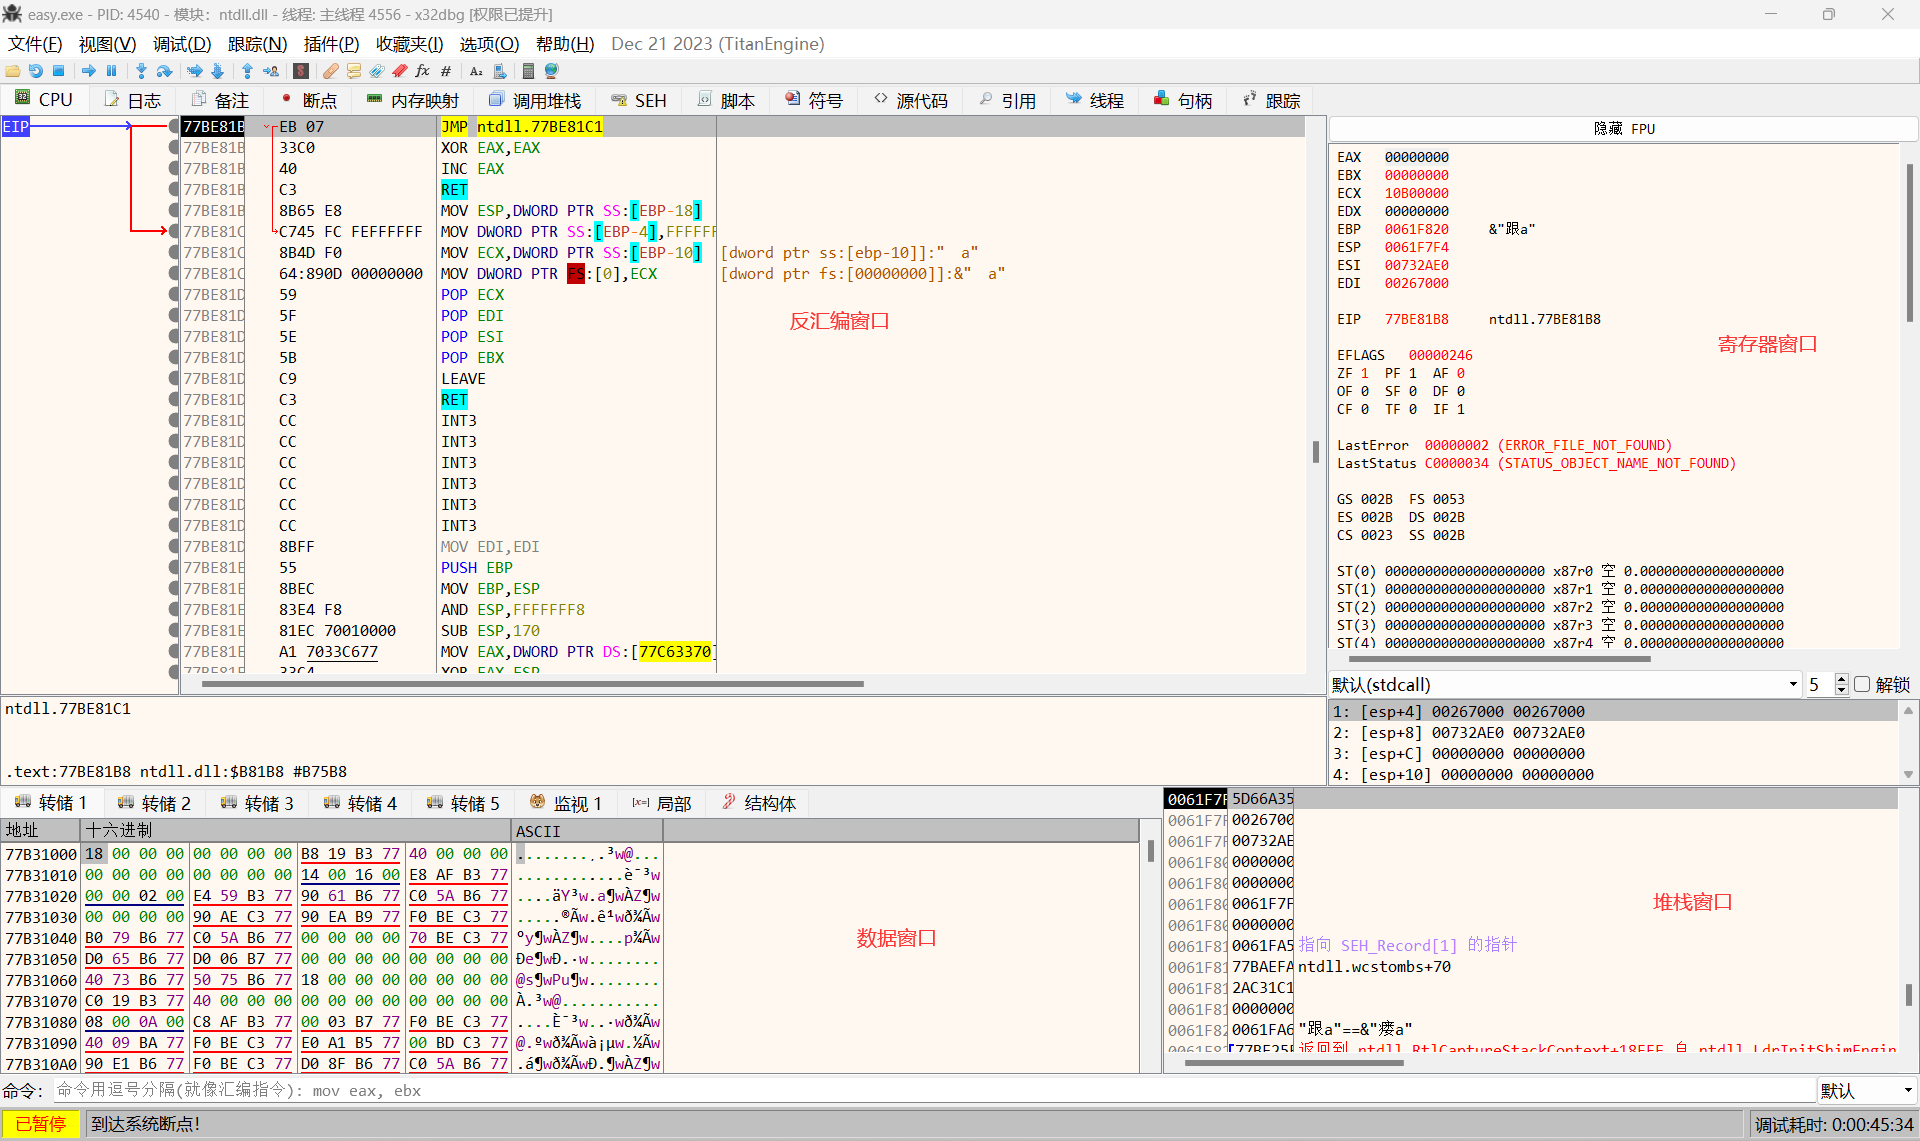 easy.exe - PID: 4540 - 模块: ntdll.dll - 线程: 主线程 4556 - x32dbg [权限已提升]
文件(F) 视图(V) 调试(D) 跟踪(N) 插件(P) 收藏夹(I) 选项(O) 帮助(H) Dec 21 2023 (TitanEngine)
CPU 日志 备注 断点 内存映射 调用堆栈 SEH 脚本 符号 源代码 引用 线程 句柄 跟踪
EIP
77BE81B EB 07 JMP ntdll.77BE81C1
77BE81B 33C0 XOR EAX,EAX
77BE81B 40 INC EAX
77BE81B C3 RET
77BE81B 8B65 E8 MOV ESP,DWORD PTR SS:[EBP-18]
77BE81C C745 FC FEFFFFFF MOV DWORD PTR SS:[EBP-4],FFFFFF
77BE81C 8B4D F0 MOV ECX,DWORD PTR SS:[EBP-10] [dword ptr ss:[ebp-10]]:" a"
77BE81C 64:890D 00000000 MOV DWORD PTR FS:[0],ECX [dword ptr fs:[00000000]]:&" a"
77BE81D 59 POP ECX
77BE81D 5F POP EDI
77BE81D 5E POP ESI
77BE81D 5B POP EBX
77BE81D C9 LEAVE
77BE81D C3 RET
77BE81D CC INT3
77BE81D CC INT3
77BE81D CC INT3
77BE81D CC INT3
77BE81D CC INT3
77BE81D CC INT3
77BE81D 8BFF MOV EDI,EDI
77BE81E 55 PUSH EBP
77BE81E 8BEC MOV EBP,ESP
77BE81E 83E4 F8 AND ESP,FFFFFFF8
77BE81E 81EC 70010000 SUB ESP,170
77BE81E A1 7033C677 MOV EAX,DWORD PTR DS:[77C63370]
反汇编窗口
隐藏 FPU
EAX 00000000
EBX 00000000
ECX 10B00000
EDX 00000000
EBP 0061F820 &"跟a"
ESP 0061F7F4
ESI 00732AE0
EDI 00267000
EIP 77BE81B8 ntdll.77BE81B8
寄存器窗口
EFLAGS 00000246
ZF 1 PF 1 AF 0
OF 0 SF 0 DF 0
CF 0 TF 0 IF 1
LastError 00000002 (ERROR_FILE_NOT_FOUND)
LastStatus C0000034 (STATUS_OBJECT_NAME_NOT_FOUND)
GS 002B FS 0053
ES 002B DS 002B
CS 0023 SS 002B
ST(0) 00000000000000000000 x87r0 空 0.000000000000000000
ST(1) 00000000000000000000 x87r1 空 0.000000000000000000
ST(2) 00000000000000000000 x87r2 空 0.000000000000000000
ST(3) 00000000000000000000 x87r3 空 0.000000000000000000
ST(4) 00000000000000000000 x87r4 空 0.000000000000000000
默认(stdcall) 5 解锁
1: [esp+4] 00267000 00267000
2: [esp+8] 00732AE0 00732AE0
3: [esp+C] 00000000 00000000
4: [esp+10] 00000000 00000000
ntdll.77BE81C1
.text:77BE81B8 ntdll.dll:$B81B8 #B75B8
转储 1 转储 2 转储 3 转储 4 转储 5 监视 1 局部 结构体
地址 十六进制 ASCII
77B31000 18 00 00 00 00 00 00 00 B8 19 B3 77 40 00 00 00 ........¸.³w@...
77B31010 00 00 00 00 00 00 00 00 14 00 16 00 E8 AF B3 77 ............è¯³w
77B31020 00 00 02 00 E4 59 B3 77 90 61 B6 77 C0 5A B6 77 ....äY³w.a¶wÀZ¶w
77B31030 00 00 00 00 90 AE C3 77 90 EA B9 77 F0 BE C3 77 .....®Ãw.ê¹wð¾Ãw
77B31040 B0 79 B6 77 C0 5A B6 77 00 00 00 00 70 BE C3 77 °y¶wÀZ¶w....p¾Ãw
77B31050 D0 65 B6 77 D0 06 B7 77 00 00 00 00 00 00 00 00 Ðe¶wÐ.·w........
77B31060 40 73 B6 77 50 75 B6 77 18 00 00 00 00 00 00 00 @s¶wPu¶w........
77B31070 C0 19 B3 77 40 00 00 00 00 00 00 00 00 00 00 00 À.³w@...........
77B31080 08 00 0A 00 C8 AF B3 77 00 03 B7 77 F0 BE C3 77 ....È¯³w..·wð¾Ãw
77B31090 40 09 BA 77 F0 BE C3 77 E0 A1 B5 77 00 BD C3 77 @.ºwð¾Ãwà¡µw.½Ãw
77B310A0 90 E1 B6 77 F0 BE C3 77 D0 8F B6 77 C0 5A B6 77 .á¶wð¾ÃwÐ.¶wÀZ¶w
数据窗口
0061F7F 5D66A35
0061F7F 0026700
0061F7F 00732AE
0061F80 0000000
0061F80 0000000
0061F80 0061F7F
0061F80 0000000
0061F81 0061FA5 指向 SEH_Record[1] 的指针
0061F81 77BAEFA ntdll.wcstombs+70
0061F81 2AC31C1
0061F81 0000000
0061F82 0061FA6 "跟a"==&"瘘a"
堆栈窗口
命令: 命令用逗号分隔(就像汇编指令): mov eax, ebx 默认
已暂停 到达系统断点! 调试耗时: 0:00:45:34